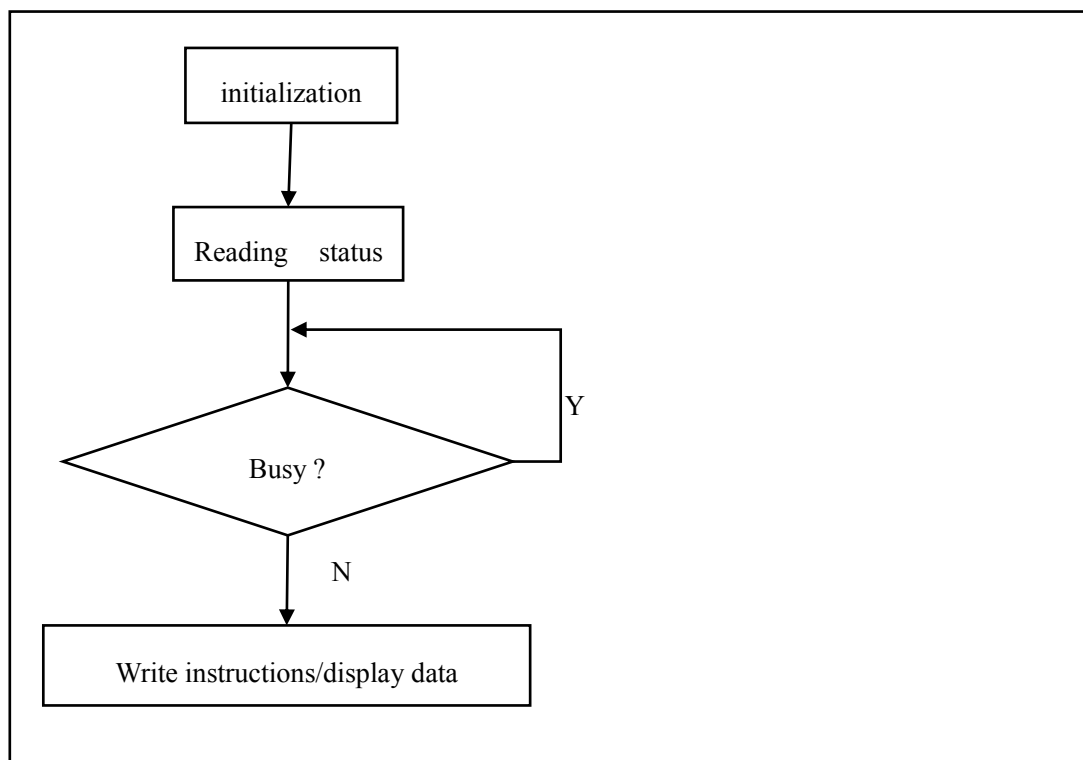 initialization
Reading status
Y
Busy ?
N
Write instructions/display data